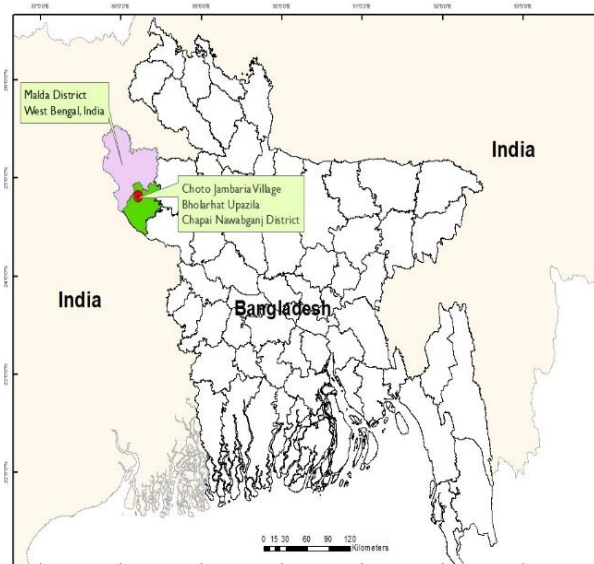 Malda District
West Bengal, India
India
Choto Jambaria Village
Bholarhat Upazila
Chapai Nawabganj District
India
Bangladesh
0 15 30 60 90 120
Kilometers